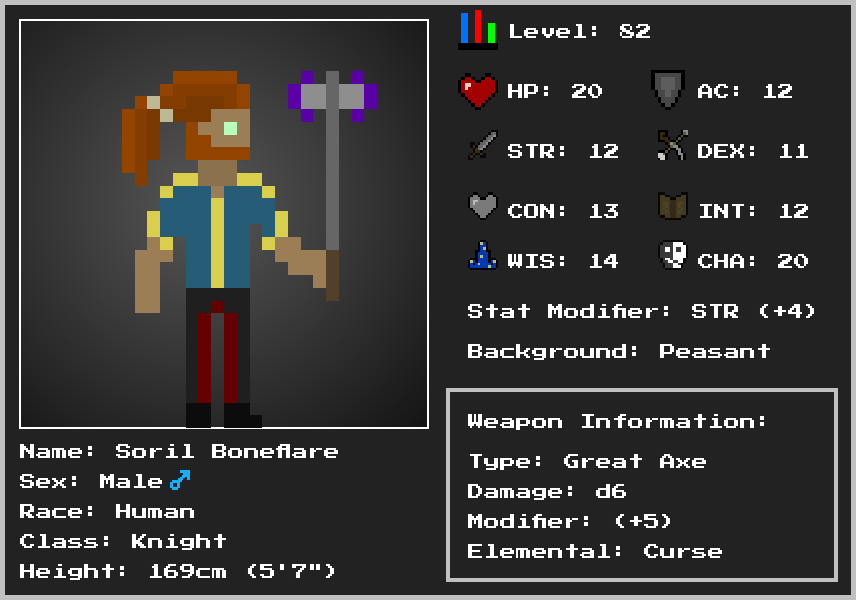 Level: 82
HP: 20
AC: 12
STR: 12
DEX: 11
CON: 13
INT: 12
WIS: 14
CHA: 20
Stat Modifier: STR (+4)
Background: Peasant
Weapon Information:
Type: Great Axe
Damage: d6
Modifier: (+5)
Elemental: Curse
Name: Soril Boneflare
Sex: Male ♂
Race: Human
Class: Knight
Height: 169cm (5'7")